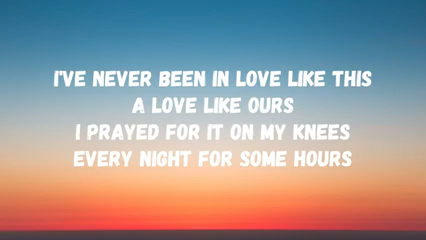 I'VE NEVER BEEN IN LOVE LIKE THIS
A LOVE LIKE OURS
I PRAYED FOR IT ON MY KNEES
EVERY NIGHT FOR SOME HOURS